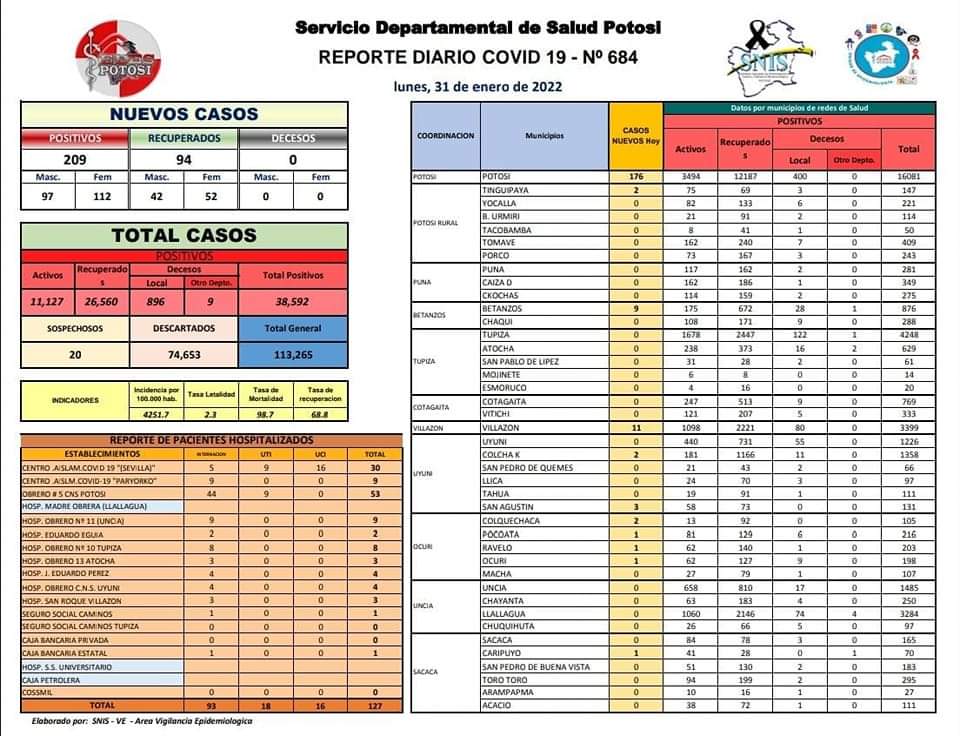 Servicio Departamental de Salud Potosi
REPORTE DIARIO COVID 19 - Nº 684
lunes, 31 de enero de 2022
POTOSI
SNIS
NUEVOS CASOS
POSITIVOS RECUPERADOS DECESOS
209 94 0
Masc. Fem Masc. Fem Masc. Fem
97 112 42 52 0 0
TOTAL CASOS
POSITIVOS
Activos Recuperado s Decesos Total Positivos
Local Otro Depto.
11,127 26,560 896 9 38,592
SOSPECHOSOS DESCARTADOS Total General
20 74,653 113,265
INDICADORES Incidencia por 100.000 hab. Tasa Letalidad Tasa de Mortalidad Tasa de recuperacion
4251.7 2.3 98.7 68.8
REPORTE DE PACIENTES HOSPITALIZADOS
ESTABLECIMIENTOS INTERNACION UTI UCI TOTAL
CENTRO .AISLAM.COVID 19 "(SEVILLA)" 5 9 16 30
CENTRO .AISLM.COVID-19 "PARYORKO" 9 0 0 9
OBRERO # 5 CNS POTOSI 44 9 0 53
HOSP. MADRE OBRERA (LLALLAGUA)
HOSP. OBRERO Nº 11 (UNCIA) 9 0 0 9
HOSP. EDUARDO EGUIA 2 0 0 2
HOSP. OBRERO Nº 10 TUPIZA 8 0 0 8
HOSP. OBRERO 13 ATOCHA 3 0 0 3
HOSP. J. EDUARDO PEREZ 4 0 0 4
HOSP. OBRERO C.N.S. UYUNI 4 0 0 4
HOSP. SAN ROQUE VILLAZON 3 0 0 3
SEGURO SOCIAL CAMINOS 1 0 0 1
SEGURO SOCIAL CAMINOS TUPIZA 0 0 0 0
CAJA BANCARIA PRIVADA 0 0 0 0
CAJA BANCARIA ESTATAL 1 0 0 1
HOSP. S.S. UNIVERSITARIO
CAJA PETROLERA
COSSMIL 0 0 0 0
TOTAL 93 18 16 127
Elaborado por: SNIS - VE - Area Vigilancia Epidemiologica
Datos por municipios de redes de Salud
COORDINACION Municipios CASOS NUEVOS Hoy POSITIVOS
Activos Recuperado s Decesos Total
Local Otro Depto.
POTOSI POTOSI 176 3494 12187 400 0 16081
POTOSI RURAL TINGUIPAYA 2 75 69 3 0 147
YOCALLA 0 82 133 6 0 221
B. URMIRI 0 21 91 2 0 114
TACOBAMBA 0 8 41 1 0 50
TOMAVE 0 162 240 7 0 409
PORCO 0 73 167 3 0 243
PUNA PUNA 0 117 162 2 0 281
CAIZA D 0 162 186 1 0 349
CKOCHAS 0 114 159 2 0 275
BETANZOS BETANZOS 9 175 672 28 1 876
CHAQUI 0 108 171 9 0 288
TUPIZA TUPIZA 0 1678 2447 122 1 4248
ATOCHA 0 238 373 16 2 629
SAN PABLO DE LIPEZ 0 31 28 2 0 61
MOJINETE 0 6 8 0 0 14
ESMORUCO 0 4 16 0 0 20
COTAGAITA COTAGAITA 0 247 513 9 0 769
VITICHI 0 121 207 5 0 333
VILLAZON VILLAZON 11 1098 2221 80 0 3399
UYUNI UYUNI 0 440 731 55 0 1226
COLCHA K 2 181 1166 11 0 1358
SAN PEDRO DE QUEMES 0 21 43 2 0 66
LLICA 0 24 70 3 0 97
TAHUA 0 19 91 1 0 111
SAN AGUSTIN 3 58 73 0 0 131
OCURI COLQUECHACA 2 13 92 0 0 105
POCOATA 1 81 129 6 0 216
RAVELO 1 62 140 1 0 203
OCURI 1 62 127 9 0 198
MACHA 0 27 79 1 0 107
UNCIA UNCIA 0 658 810 17 0 1485
CHAYANTA 0 63 183 4 0 250
LLALLAGUA 0 1060 2146 74 4 3284
CHUQUIHUTA 0 26 66 5 0 97
SACACA SACACA 0 84 78 3 0 165
CARIPUYO 1 41 28 0 1 70
SAN PEDRO DE BUENA VISTA 0 51 130 2 0 183
TORO TORO 0 94 199 2 0 295
ARAMPAPMA 0 10 16 1 0 27
ACACIO 0 38 72 1 0 111